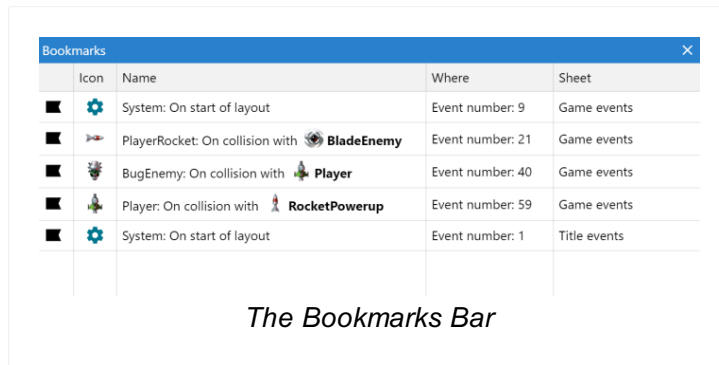 Bookmarks
Icon Name Where Sheet
System: On start of layout Event number: 9 Game events
PlayerRocket: On collision with BladeEnemy Event number: 21 Game events
BugEnemy: On collision with Player Event number: 40 Game events
Player: On collision with RocketPowerup Event number: 59 Game events
System: On start of layout Event number: 1 Title events
The Bookmarks Bar